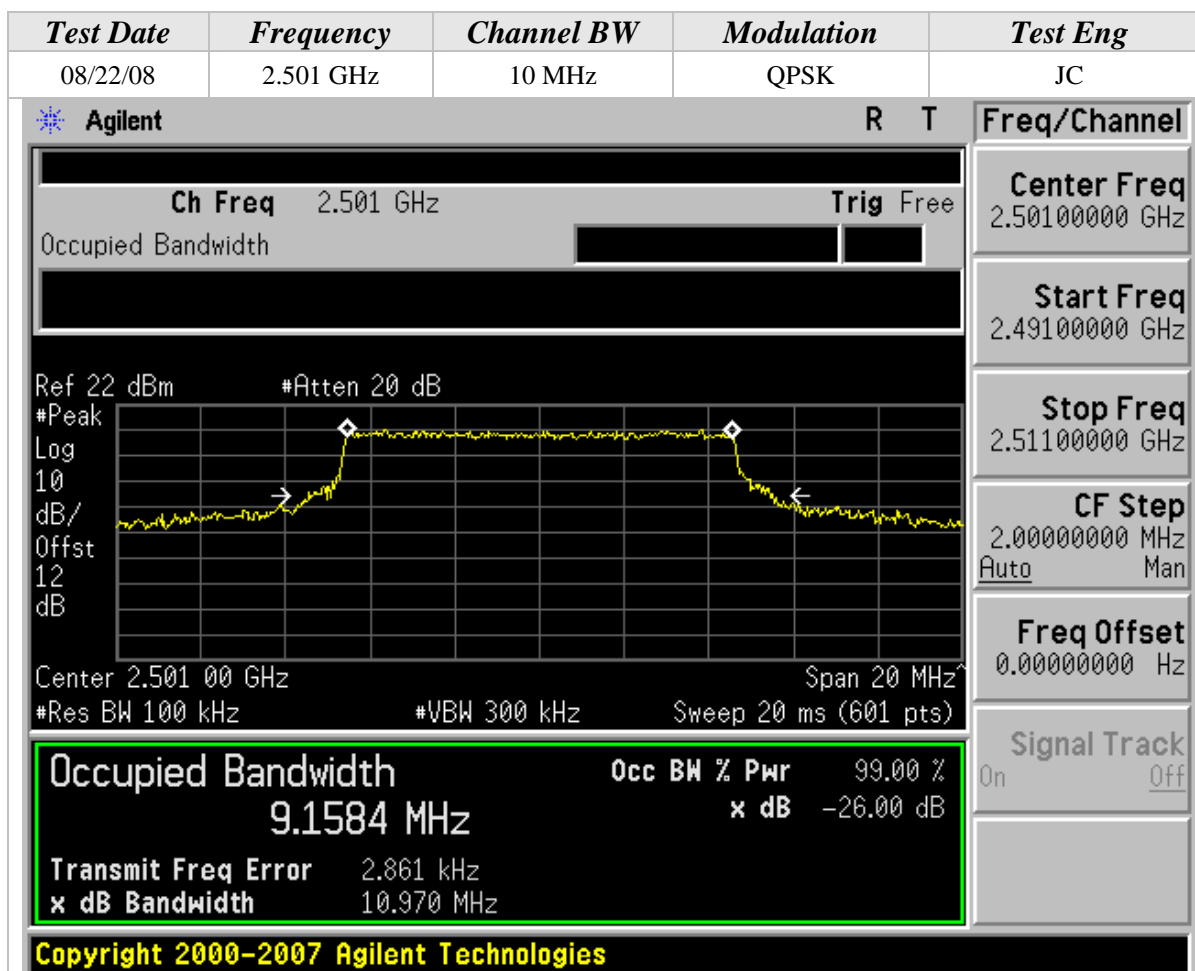 Test Date Frequency Channel BW Modulation Test Eng
08/22/08 2.501 GHz 10 MHz QPSK JC
Agilent R T Freq/Channel
Ch Freq 2.501 GHz Trig Free
Occupied Bandwidth
Center Freq
2.50100000 GHz
Start Freq
2.49100000 GHz
Stop Freq
2.51100000 GHz
CF Step
2.00000000 MHz
Auto Man
Freq Offset
0.00000000 Hz
Signal Track
On Off
Ref 22 dBm #Atten 20 dB
#Peak
Log
10
dB/
Offst
12
dB
Center 2.501 00 GHz Span 20 MHz^
#Res BW 100 kHz #VBW 300 kHz Sweep 20 ms (601 pts)
Occupied Bandwidth Occ BW % Pwr 99.00 %
9.1584 MHz x dB -26.00 dB
Transmit Freq Error 2.861 kHz
x dB Bandwidth 10.970 MHz
Copyright 2000-2007 Agilent Technologies